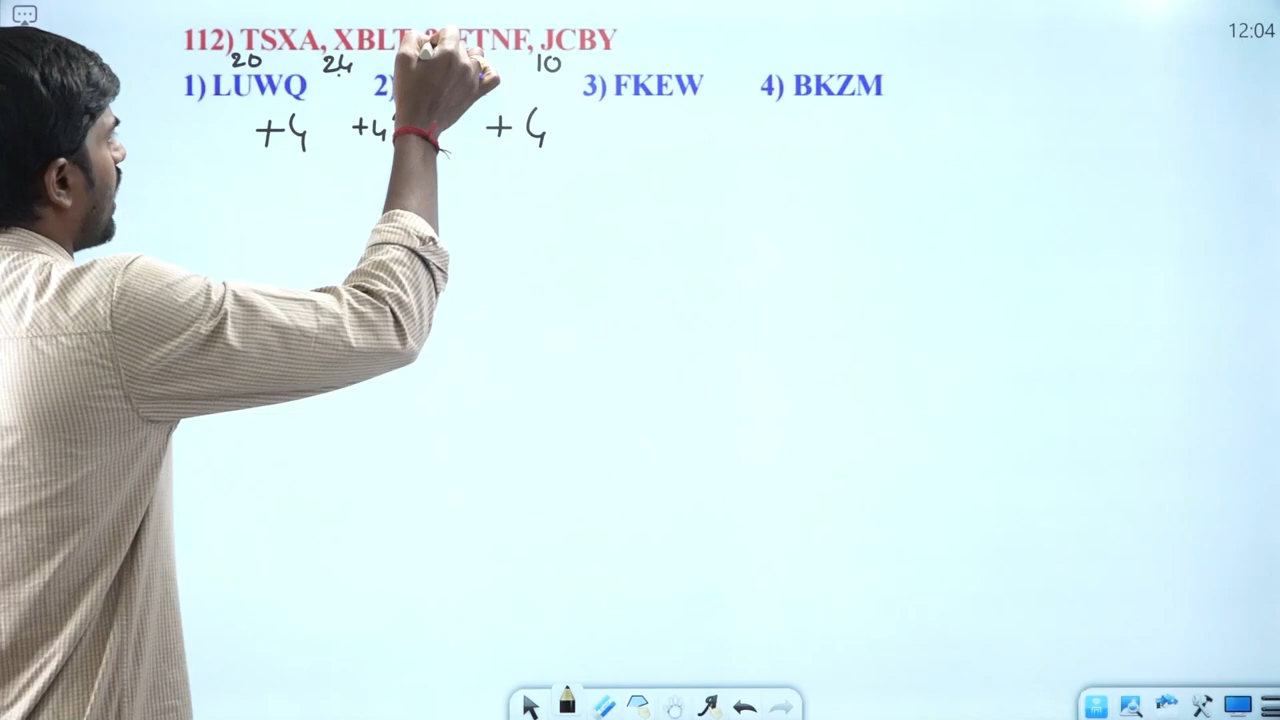 112) TSXA, XBLT, ?, FTNF, JCBY
20 24 10
1) LUWQ 2) 3) FKEW 4) BKZM
+4 +4 +4
12:04